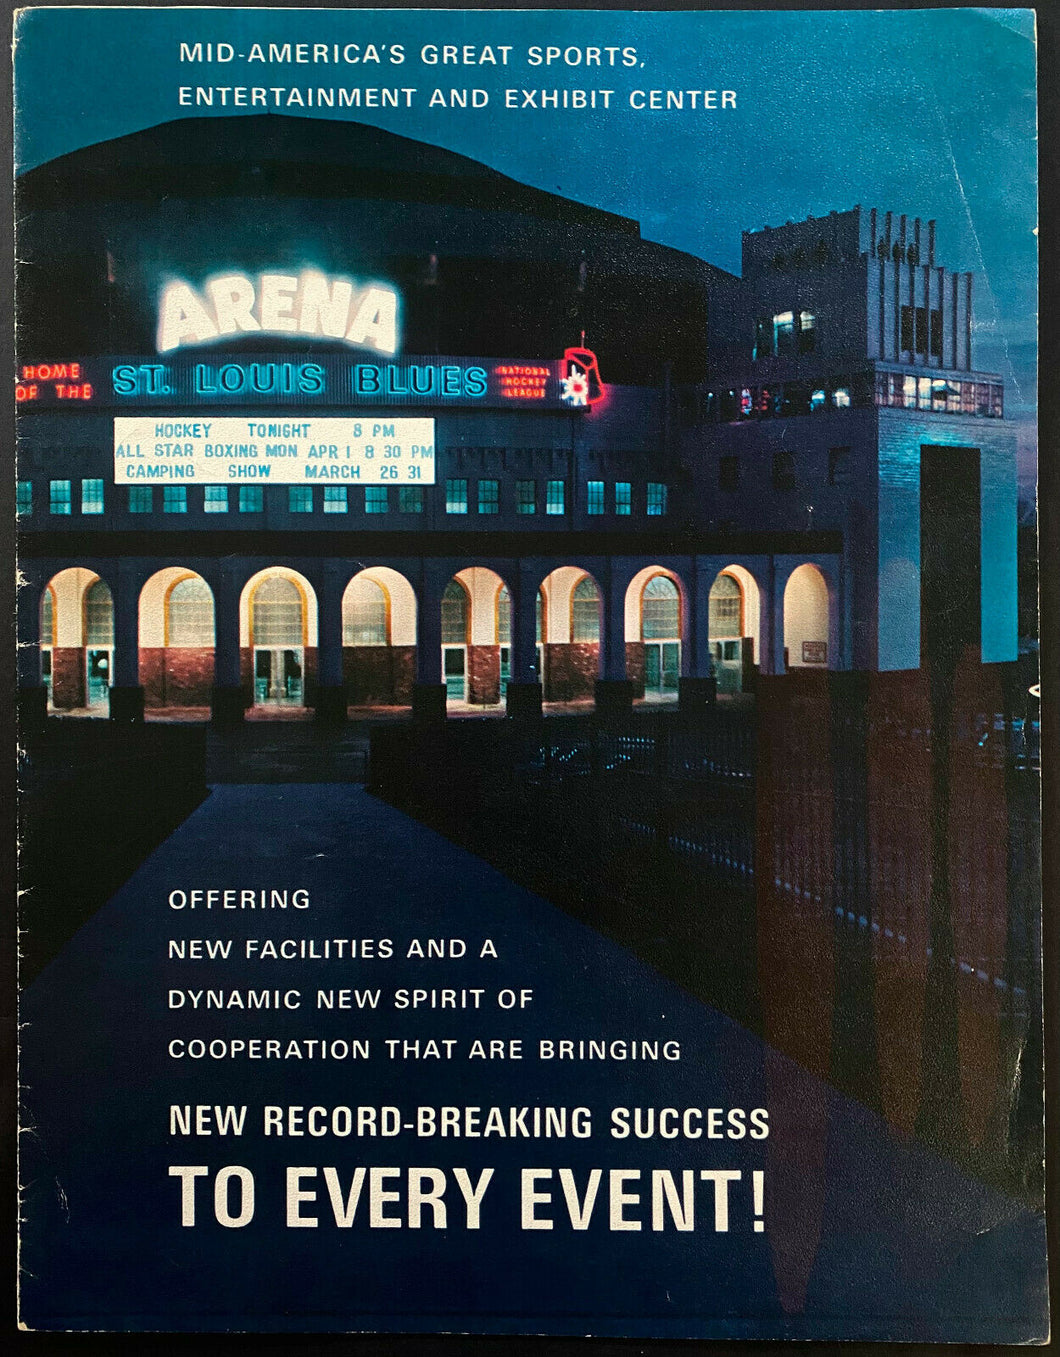 MID-AMERICA'S GREAT SPORTS,
ENTERTAINMENT AND EXHIBIT CENTER
ARENA
HOME
OF THE
ST. LOUIS BLUES
NATIONAL
HOCKEY
LEAGUE
HOCKEY TONIGHT 8 PM
ALL STAR BOXING MON APR 1 8 30 PM
CAMPING SHOW MARCH 26 31
OFFERING
NEW FACILITIES AND A
DYNAMIC NEW SPIRIT OF
COOPERATION THAT ARE BRINGING
NEW RECORD-BREAKING SUCCESS
TO EVERY EVENT!